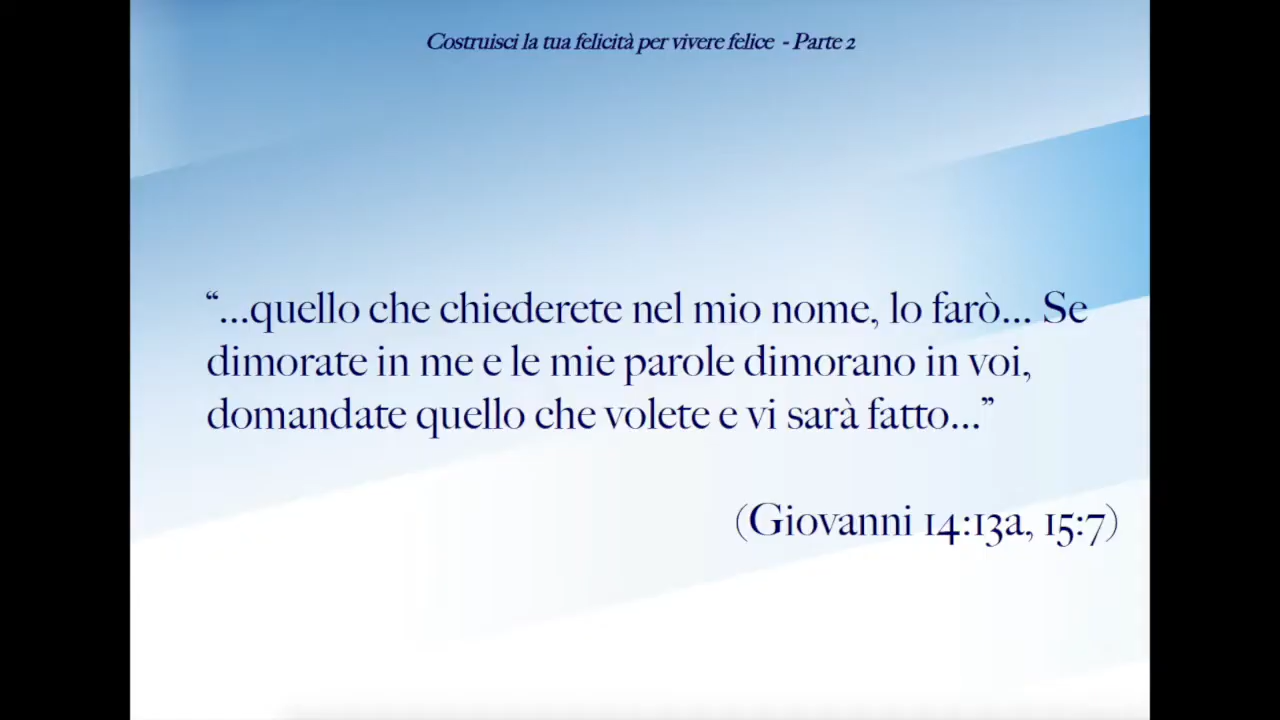 Costruisci la tua felicità per vivere felice - Parte 2
“...quello che chiederete nel mio nome, lo farò... Se
dimorate in me e le mie parole dimorano in voi,
domandate quello che volete e vi sarà fatto...”
(Giovanni 14:13a, 15:7)